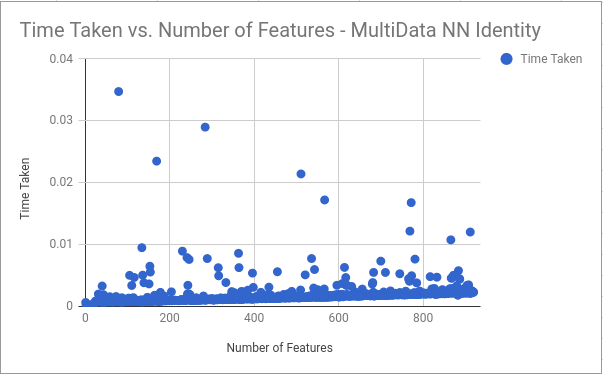 Time Taken vs. Number of Features - MultiData NN Identity
Time Taken
0.04
0.03
0.02
0.01
0
Time Taken
0
200
400
600
800
Number of Features